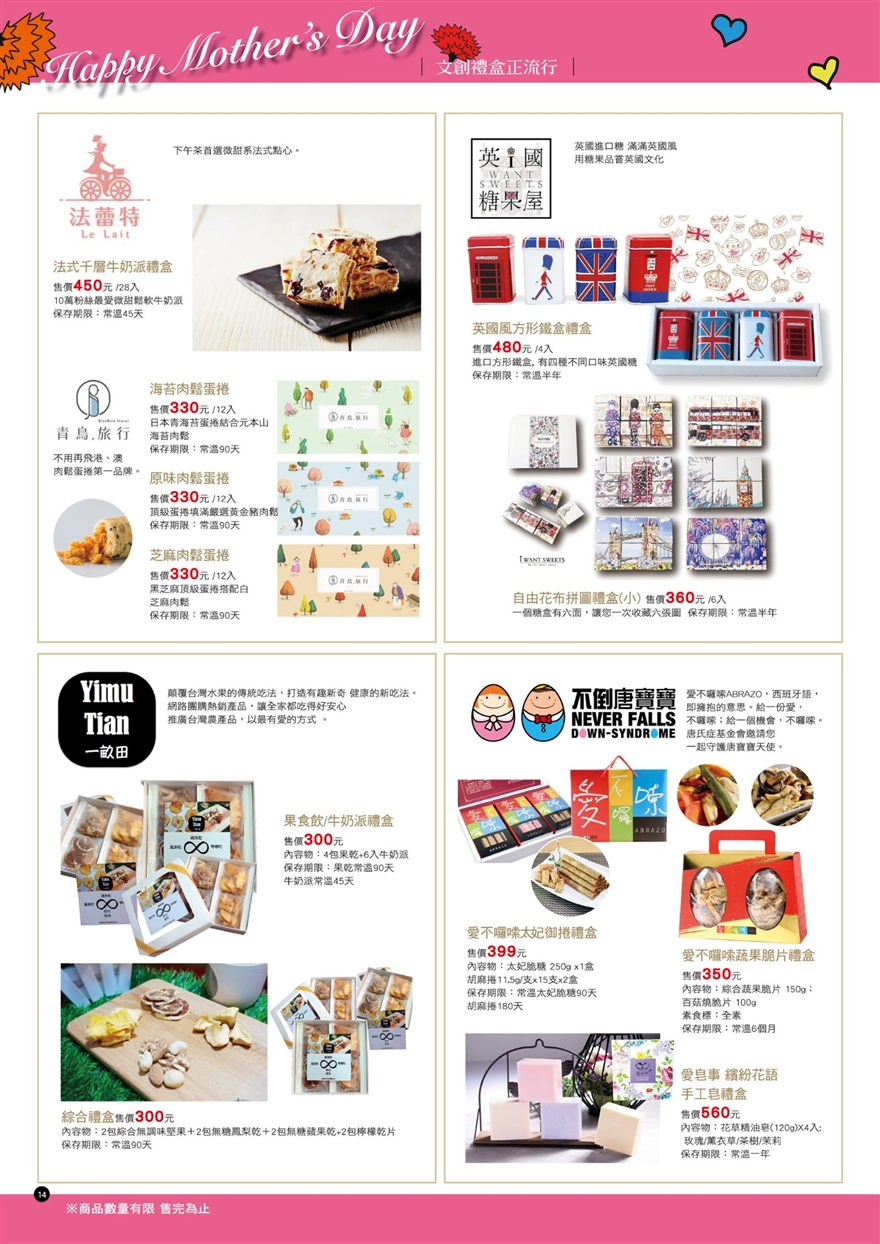 Happy Mother's Day
文創禮盒正流行
法蕾特
Le Lait
下午茶首選微甜系法式點心。
法式千層牛奶派禮盒
售價450元 /28入
10萬粉絲最愛微甜鬆軟牛奶派
保存期限：常溫45天
BlueBird Travel
青鳥.旅行
不用再飛港、澳
肉鬆蛋捲第一品牌。
海苔肉鬆蛋捲
售價330元 /12入
日本青海苔蛋捲結合元本山
海苔肉鬆
保存期限：常溫90天
青鳥.旅行
原味肉鬆蛋捲
售價330元 /12入
頂級蛋捲填滿嚴選黃金豬肉鬆
保存期限：常溫90天
青鳥.旅行
芝麻肉鬆蛋捲
售價330元 /12入
黑芝麻頂級蛋捲搭配白
芝麻肉鬆
保存期限：常溫90天
青鳥.旅行
英i國
WANT
SWEETS
糖果屋
英國進口糖 滿滿英國風
用糖果品嘗英國文化
英國風方形鐵盒禮盒
售價480元 /4入
進口方形鐵盒, 有四種不同口味英國糖
保存期限：常溫半年
I WANT SWEETS
自由花布拼圖禮盒(小) 售價360元 /6入
一個糖盒有六面，讓您一次收藏六張圖 保存期限：常溫半年
Yimu
Tian
一畝田
顛覆台灣水果的傳統吃法，打造有趣新奇 健康的新吃法。
網路團購熱銷產品，讓全家都吃得好安心
推廣台灣農產品，以最有愛的方式 。
果食飲/牛奶派禮盒
售價300元
內容物：4包果乾+6入牛奶派
保存期限：果乾常溫90天
牛奶派常溫45天
綜合禮盒售價300元
內容物：2包綜合無調味堅果＋2包無糖鳳梨乾＋2包無糖蘋果乾+2包檸檬乾片
保存期限：常溫90天
不倒唐寶寶
NEVER FALLS
DOWN-SYNDROME
愛不囉嗦ABRAZO，西班牙語，
即擁抱的意思。給一份愛，
不囉嗦；給一個機會，不囉嗦。
唐氏症基金會邀請您
一起守護唐寶寶天使。
愛不囉嗦
ABRAZO
愛不囉嗦太妃御捲禮盒
售價399元
內容物：太妃脆糖 250g x1盒
胡麻捲11.5g/支x15支x2盒
保存期限：常溫太妃脆糖90天
胡麻捲180天
愛不囉嗦蔬果脆片禮盒
售價350元
內容物：綜合蔬果脆片 150g；
百菇燒脆片 100g
素食標：全素
保存期限：常溫6個月
愛皂事 繽紛花語
手工皂禮盒
售價560元
內容物：花草精油皂(120g)X4入:
玫瑰/薰衣草/茶樹/茉莉
保存期限：常溫一年
14
※商品數量有限 售完為止